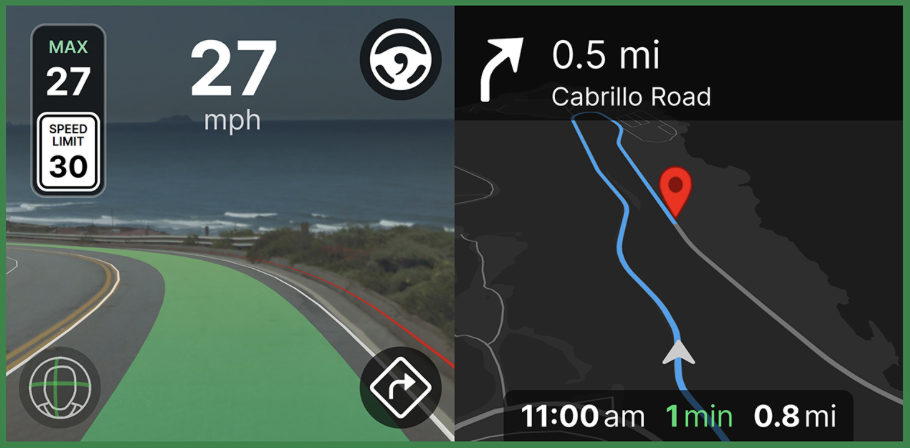 MAX
27
SPEED
LIMIT
30
27
mph
0.5 mi
Cabrillo Road
11:00 am 1 min 0.8 mi